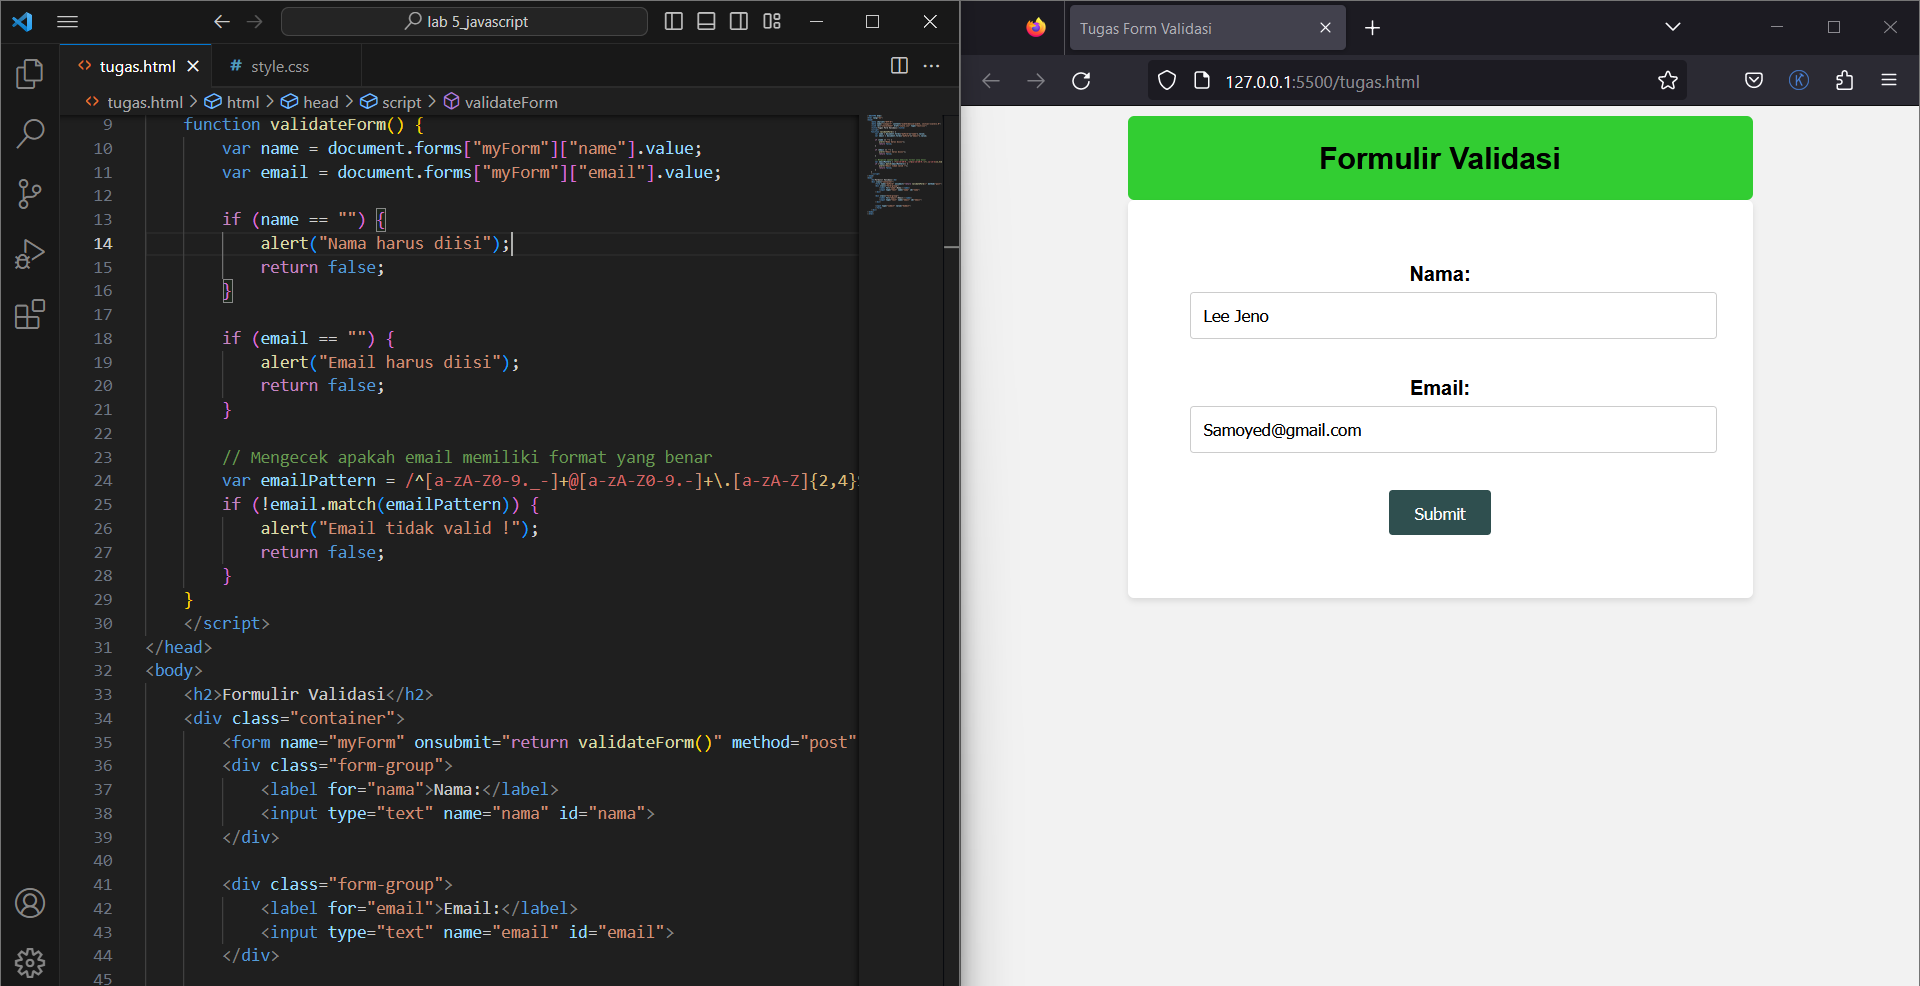 lab 5_javascript
tugas.html
# style.css
tugas.html > html > head > script > validateForm
9 function validateForm() {
10 var name = document.forms["myForm"]["name"].value;
11 var email = document.forms["myForm"]["email"].value;
12
13 if (name == "") {
14 alert("Nama harus diisi");
15 return false;
16 }
17
18 if (email == "") {
19 alert("Email harus diisi");
20 return false;
21 }
22
23 // Mengecek apakah email memiliki format yang benar
24 var emailPattern = /^[a-zA-Z0-9._-]+@[a-zA-Z0-9.-]+\.[a-zA-Z]{2,4}
25 if (!email.match(emailPattern)) {
26 alert("Email tidak valid !");
27 return false;
28 }
29 }
30 </script>
31 </head>
32 <body>
33 <h2>Formulir Validasi</h2>
34 <div class="container">
35 <form name="myForm" onsubmit="return validateForm()" method="post"
36 <div class="form-group">
37 <label for="nama">Nama:</label>
38 <input type="text" name="nama" id="nama">
39 </div>
40
41 <div class="form-group">
42 <label for="email">Email:</label>
43 <input type="text" name="email" id="email">
44 </div>
45
Tugas Form Validasi
127.0.0.1:5500/tugas.html
Formulir Validasi
Nama:
Lee Jeno
Email:
Samoyed@gmail.com
Submit